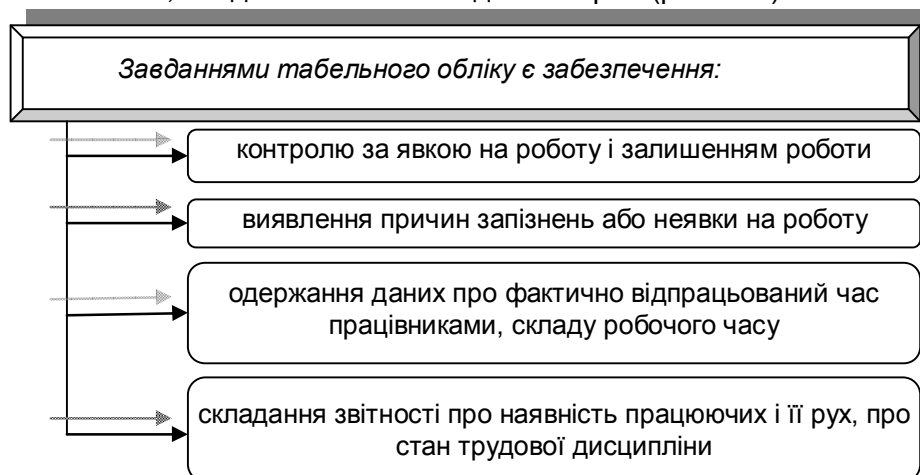 Завданнями табельного обліку є забезпечення:
контролю за явкою на роботу і залишенням роботи
виявлення причин запізнень або неявки на роботу
одержання даних про фактично відпрацьований час
працівниками, складу робочого часу
складання звітності про наявність працюючих і її рух, про
стан трудової дисципліни